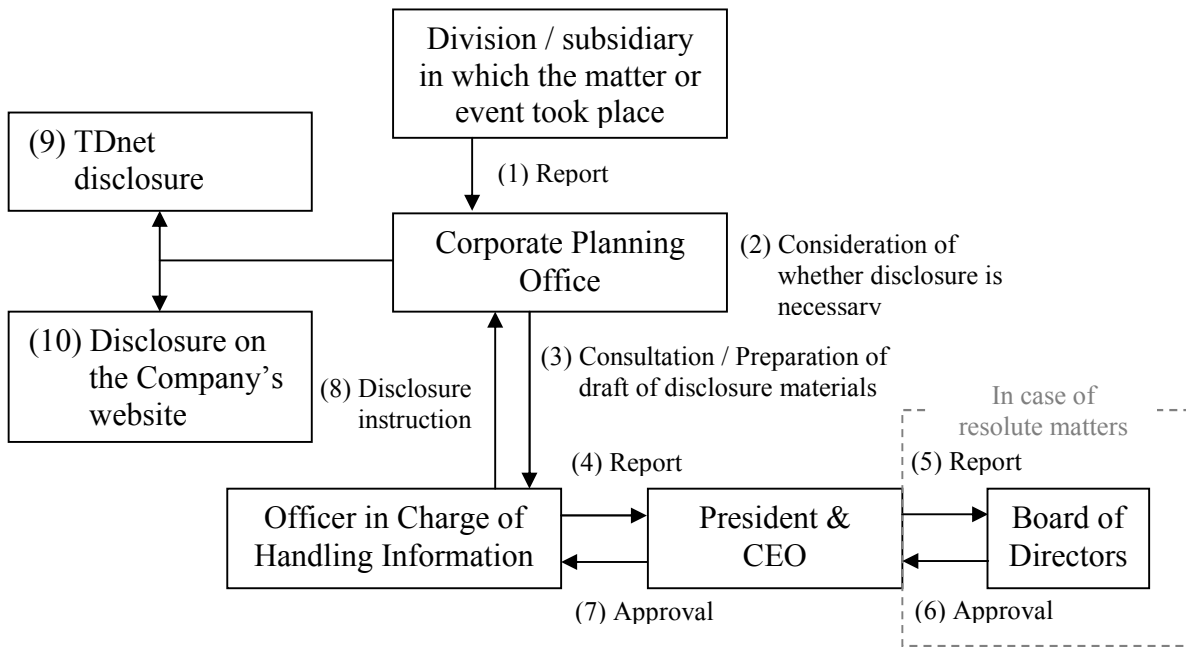 Division / subsidiary
in which the matter or
event took place
(9) TDnet
disclosure
(1) Report
Corporate Planning
Office
(2) Consideration of
whether disclosure is
necessary
(10) Disclosure on
the Company's
website
(3) Consultation / Preparation of
draft of disclosure materials
(8) Disclosure
instruction
In case of
resolute matters
(4) Report
(5) Report
Officer in Charge of
Handling Information
President &
CEO
Board of
Directors
(7) Approval
(6) Approval